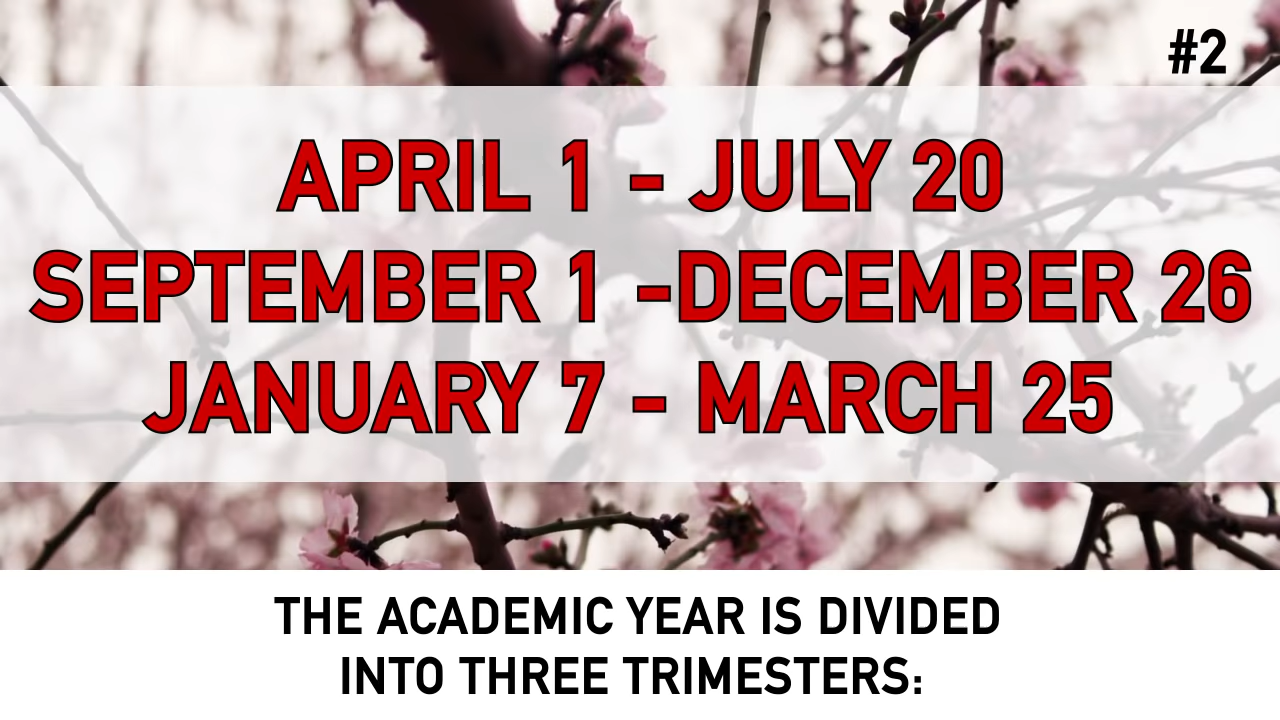 #2
APRIL 1 - JULY 20
SEPTEMBER 1 -DECEMBER 26
JANUARY 7 - MARCH 25
THE ACADEMIC YEAR IS DIVIDED
INTO THREE TRIMESTERS: